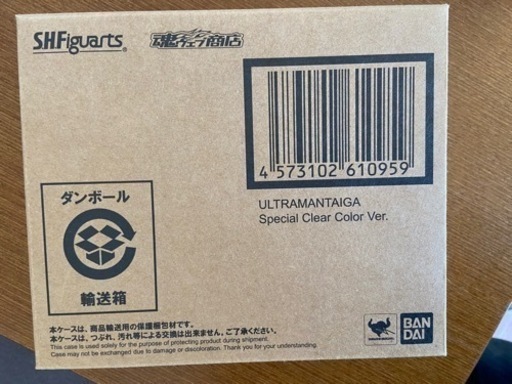 S.H.Figuarts
魂ウェブ商店
4 573102 610959
ULTRAMANTAIGA
Special Clear Color Ver.
ダンボール
輸送箱
本ケースは、商品輸送用の保護梱包材です。
本ケースは、つぶれ、汚れ等による交換は出来ません。ご了承ください。
This case is used solely for the purpose of protecting product during shipment.
Case may not be exchanged due to damage or discoloration. Thank you for your understanding.
BAN
DAI